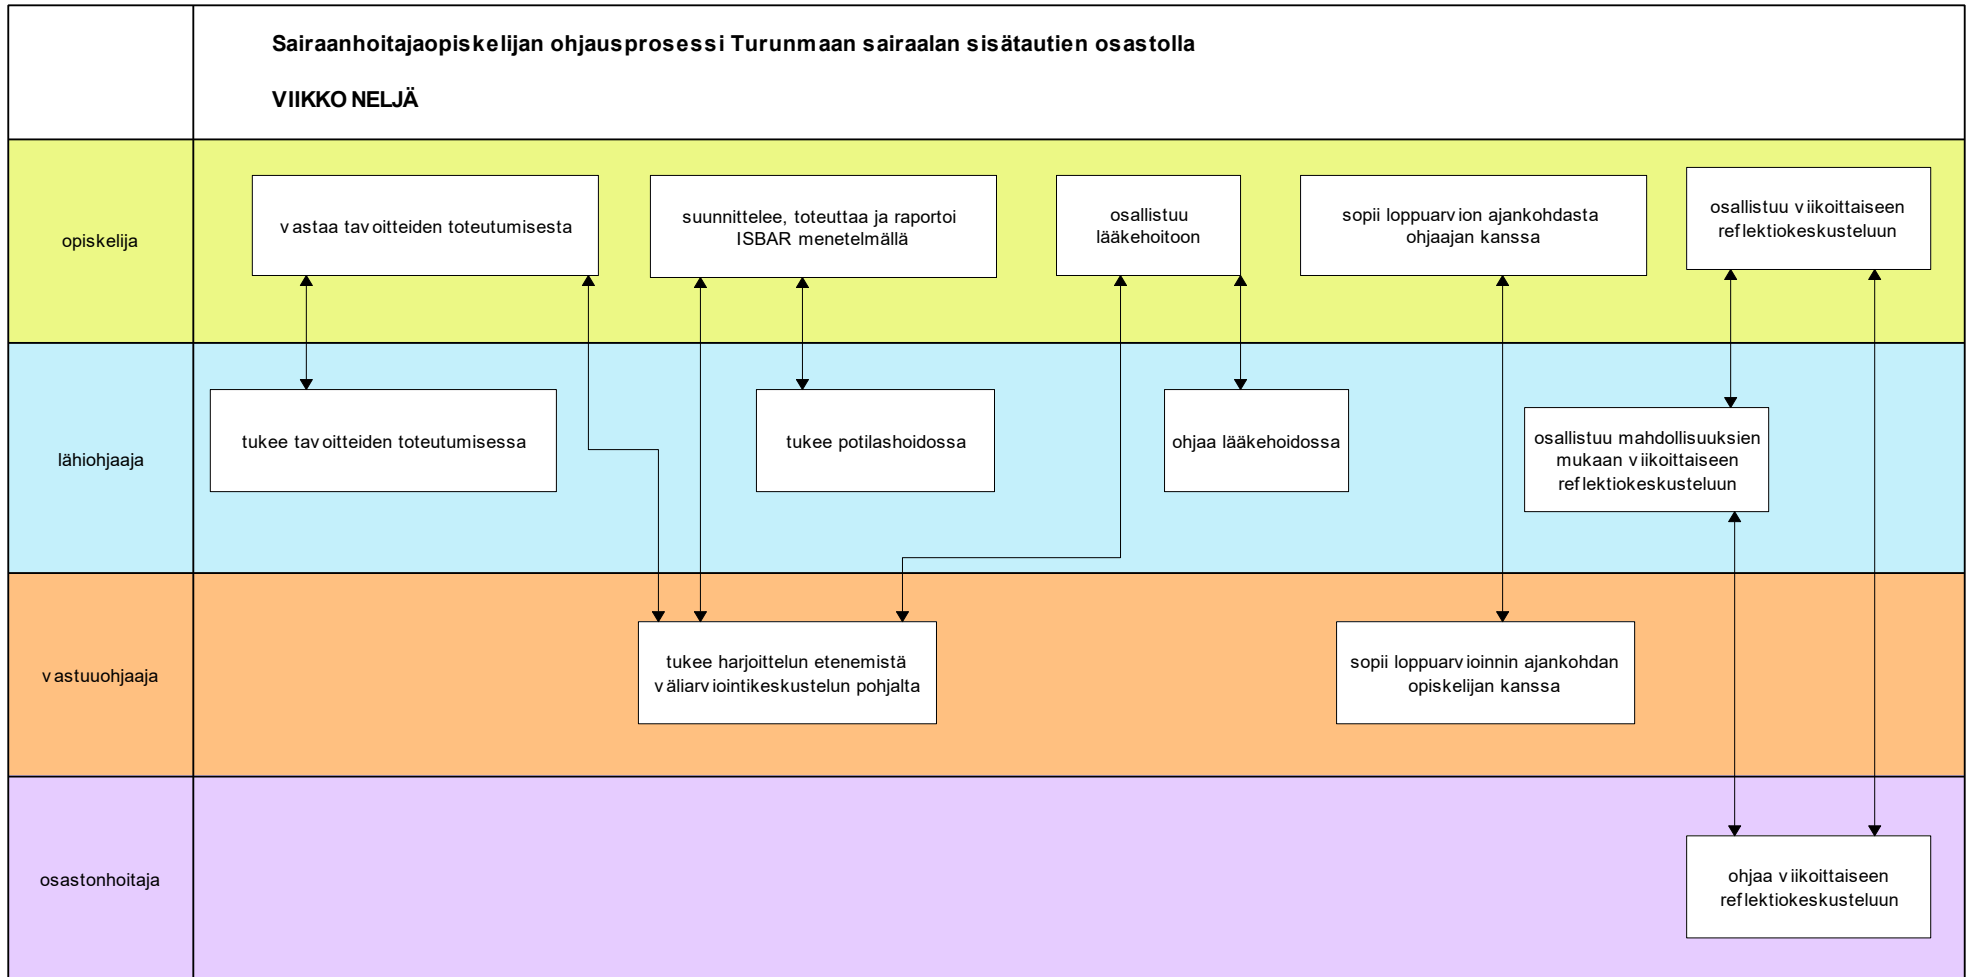 Sairaanhoitajaopiskelijan ohjausprosessi Turunmaan sairaalan sisätautien osastolla
VIIKKO NELJÄ
opiskelija
vastaa tavoitteiden toteutumisesta
suunnittelee, toteuttaa ja raportoi
ISBAR menetelmällä
osallistuu
lääkehoitoon
sopii loppuarvion ajankohdasta
ohjaajan kanssa
osallistuu viikoittaiseen
reflektiokeskusteluun
lähiohjaaja
tukee tavoitteiden toteutumisessa
tukee potilashoidossa
ohjaa lääkehoidossa
osallistuu mahdollisuuksien
mukaan viikoittaiseen
reflektiokeskusteluun
vastuuohjaaja
tukee harjoittelun etenemistä
väliarviointikeskustelun pohjalta
sopii loppuarvioinnin ajankohdan
opiskelijan kanssa
osastonhoitaja
ohjaa viikoittaiseen
reflektiokeskusteluun